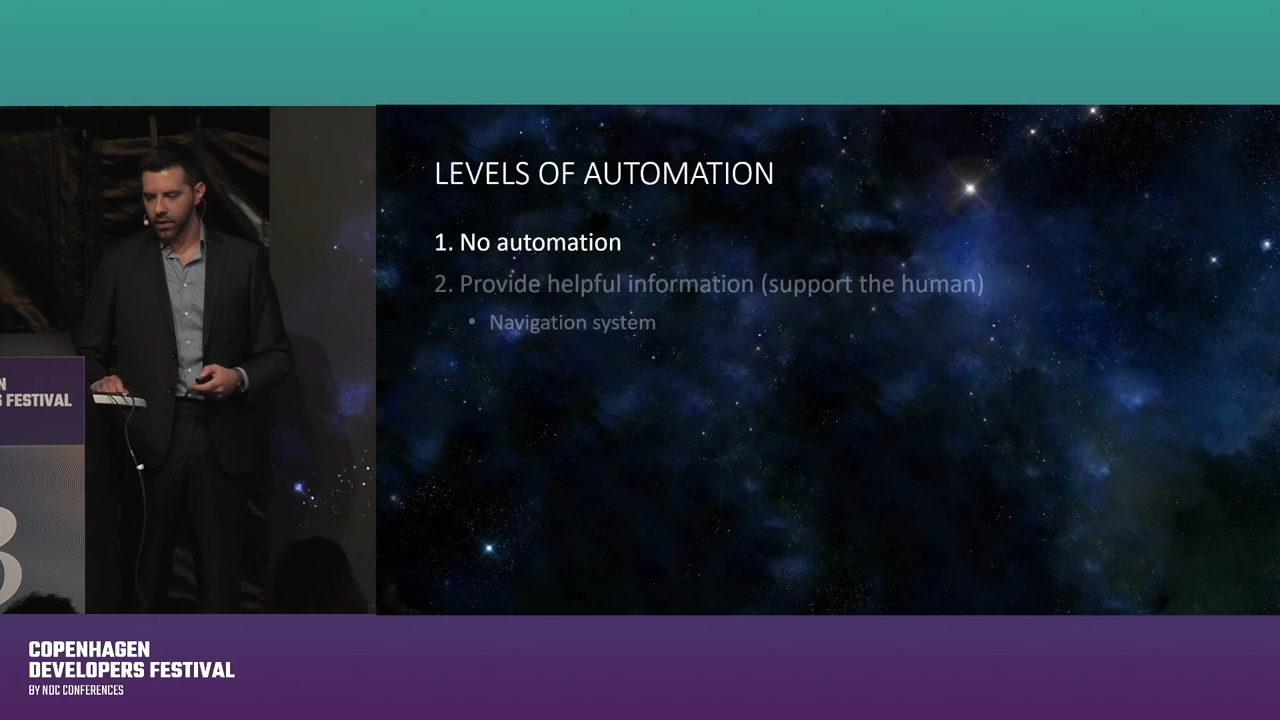 LEVELS OF AUTOMATION
1. No automation
2. Provide helpful information (support the human)
• Navigation system
N
S FESTIVAL
COPENHAGEN
DEVELOPERS FESTIVAL
BY NDC CONFERENCES